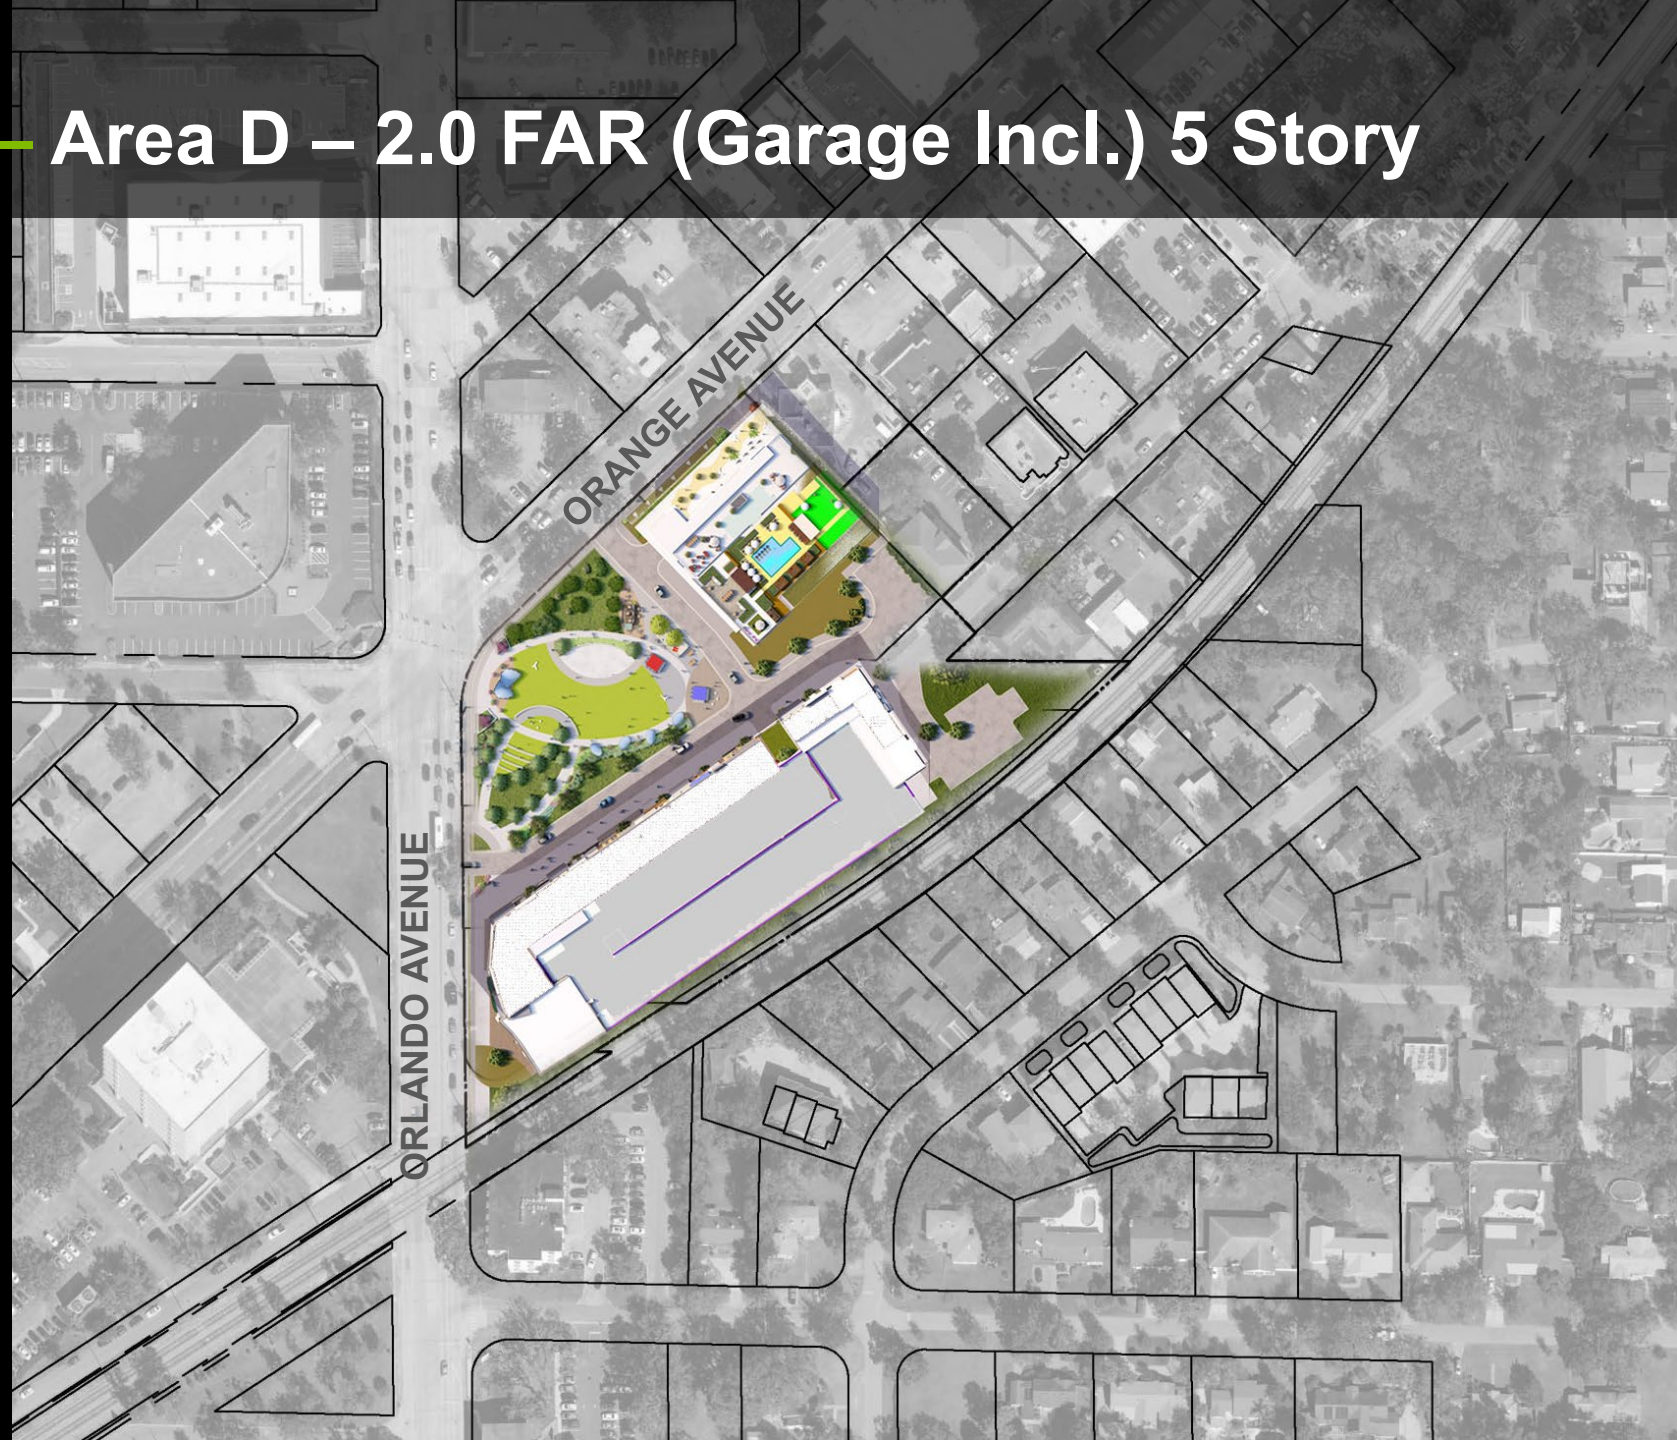 Area D – 2.0 FAR (Garage Incl.) 5 Story
ORANGE AVENUE
ORLANDO AVENUE